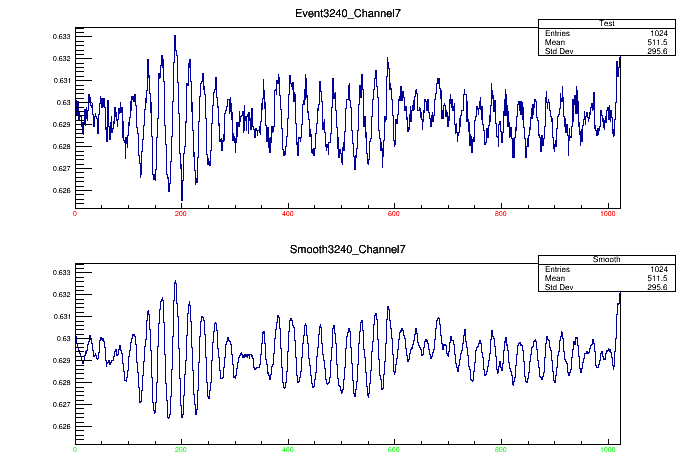 Event3240_Channel7
Test
Entries 1024
Mean 511.5
Std Dev 295.6
0.633
0.632
0.631
0.63
0.629
0.628
0.627
0.626
0 200 400 600 800 1000
Smooth3240_Channel7
Smooth
Entries 1024
Mean 511.5
Std Dev 295.6
0.633
0.632
0.631
0.63
0.629
0.628
0.627
0.626
0 200 400 600 800 1000